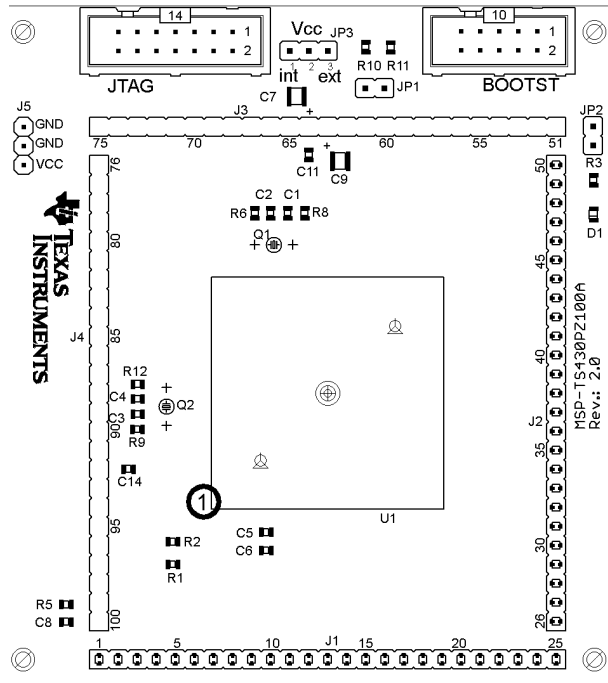 14
1
2
JTAG
Vcc
JP3
1 2 3
int ext
R10 R11
10
1
2
BOOTST
C7
+
JP1
J5
GND
GND
VCC
J3
75 70 65 60 55 51
JP2
R3
D1
76
80
85
90
95
100
J4
TEXAS
INSTRUMENTS
+
C11
C9
C2 C1
R6 R8
Q1
+ +
R12
C4
C3
R9
+
Q2
+
C14
1
U1
R2
R1
C5
C6
R5
C8
50
45
40
35
30
26
J2
MSP-TS430PZ100A
Rev.: 2.0
J1
1 5 10 15 20 25